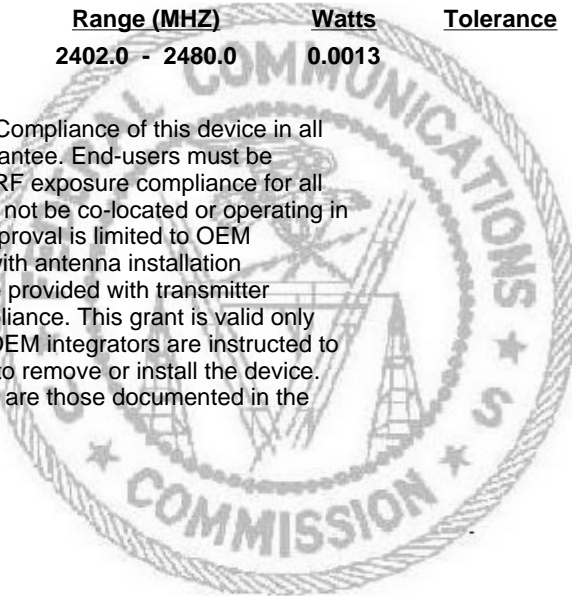 Range (MHZ) Watts Tolerance
2402.0 - 2480.0 0.0013
Compliance of this device in all
antee. End-users must be
RF exposure compliance for all
not be co-located or operating in
proval is limited to OEM
with antenna installation
provided with transmitter
liance. This grant is valid only
OEM integrators are instructed to
to remove or install the device.
are those documented in the
COMMUNICATIONS
COMMISSION